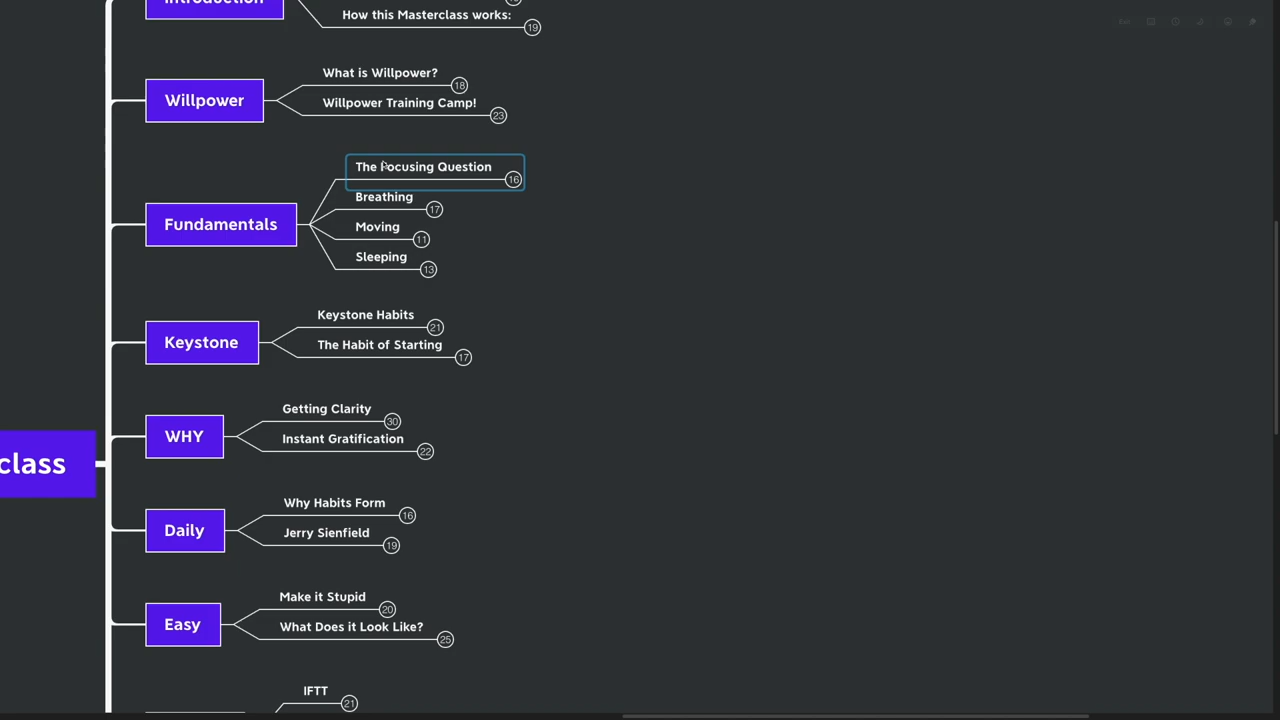 Introduction
How this Masterclass works:
19
Willpower
What is Willpower?
18
Willpower Training Camp!
23
Fundamentals
The Focusing Question
16
Breathing
17
Moving
11
Sleeping
13
Keystone
Keystone Habits
21
The Habit of Starting
17
class
WHY
Getting Clarity
30
Instant Gratification
22
Daily
Why Habits Form
16
Jerry Sienfield
19
Easy
Make it Stupid
20
What Does it Look Like?
25
IFTT
21